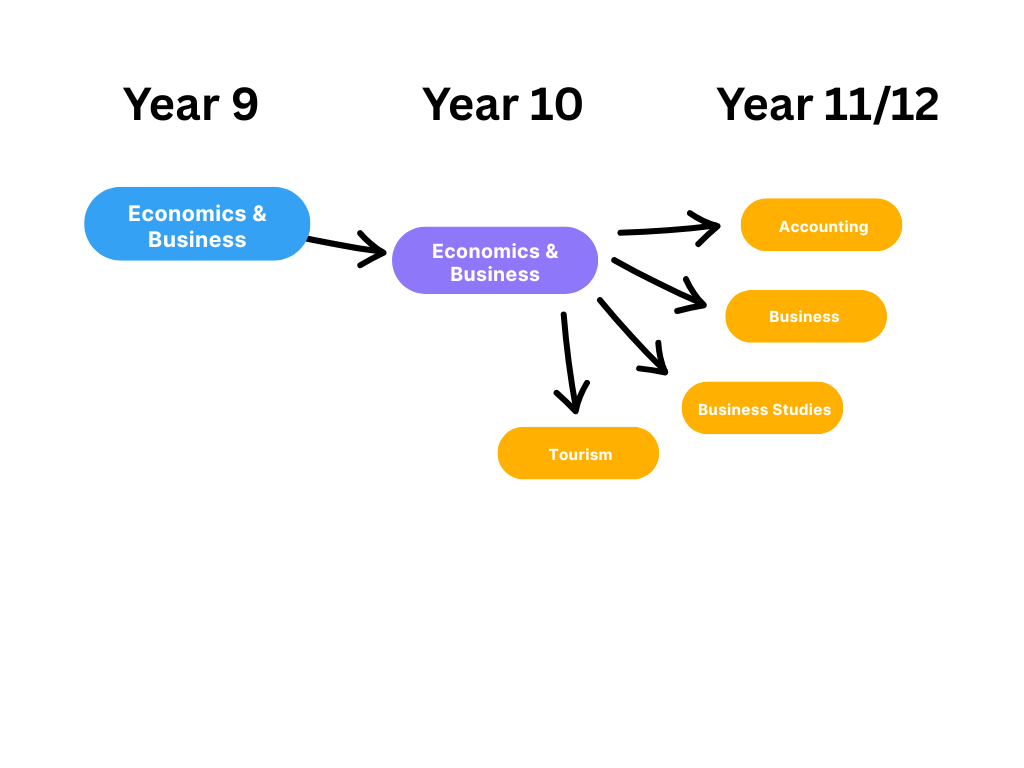 Year 9
Year 10
Year 11/12
Economics &
Business
Economics &
Business
Accounting
Business
Business Studies
Tourism